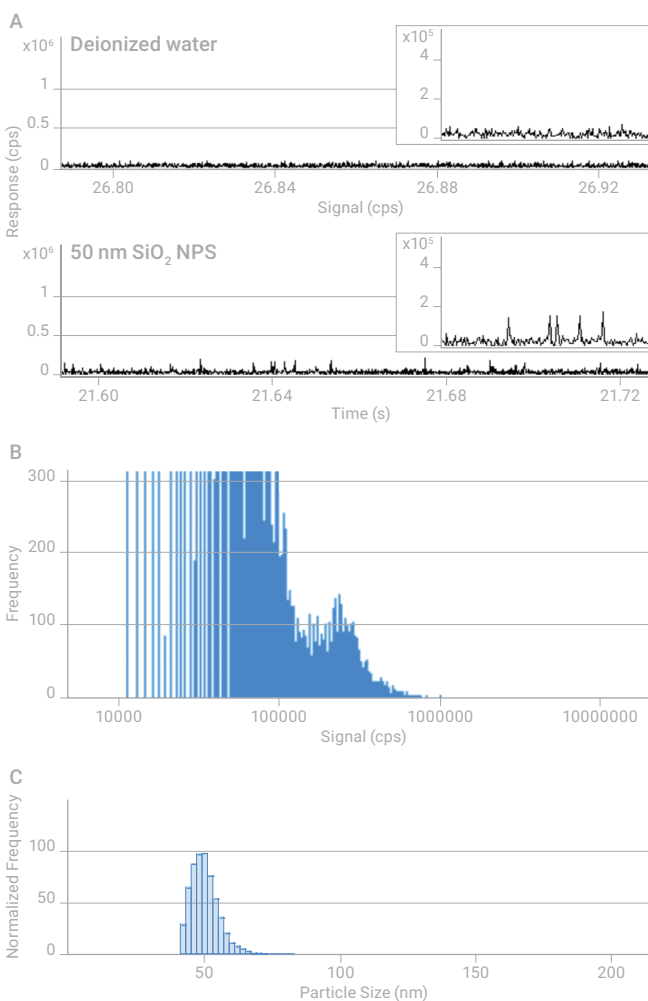 A
x10⁶
Deionized water
1
0.5
0
26.80
26.84
26.88
26.92
Signal (cps)
x10⁵
4
2
0
Response (cps)
x10⁶
50 nm SiO₂ NPS
1
0.5
0
21.60
21.64
21.68
21.72
Time (s)
x10⁵
4
2
0
B
300
200
100
0
Frequency
10000
100000
1000000
10000000
Signal (cps)
C
100
50
0
Normalized Frequency
50
100
150
200
Particle Size (nm)